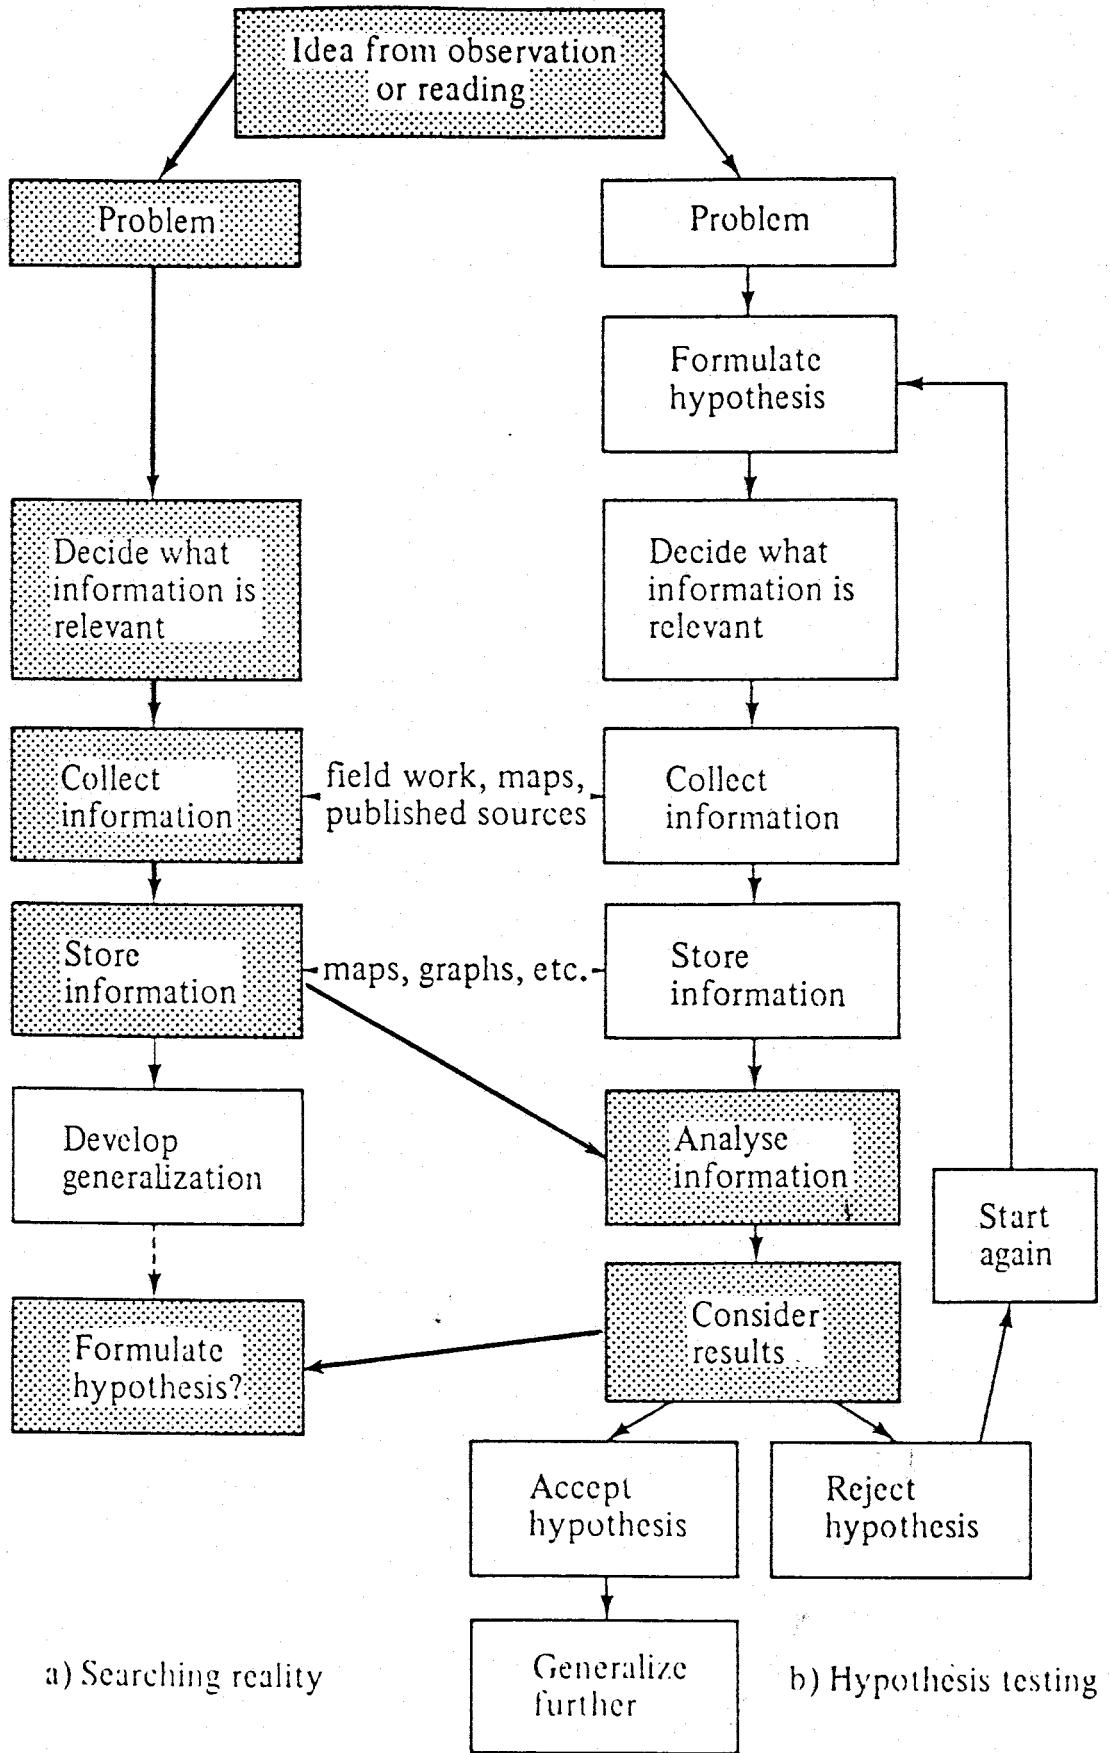 Idea from observation
or reading
Problem
Problem
Formulate
hypothesis
Decide what
information is
relevant
Decide what
information is
relevant
Collect
information
field work, maps,
published sources
Collect
information
Store
information
maps, graphs, etc.
Store
information
Develop
generalization
Analyse
information
Start
again
Formulate
hypothesis?
Consider
results
Accept
hypothesis
Reject
hypothesis
Generalize
further
a) Searching reality
b) Hypothesis testing